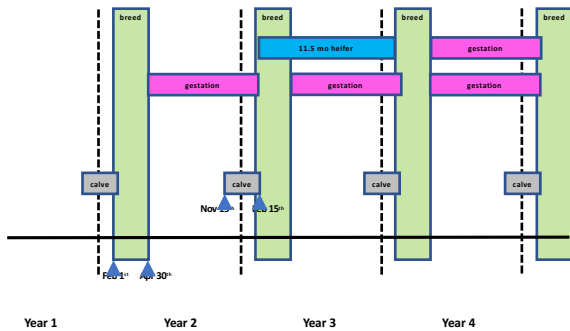 breed breed breed breed
11.5 mo heifer gestation
gestation gestation gestation
calve calve calve calve
Nov 15th Feb 15th
Feb 1st Apr 30th
Year 1 Year 2 Year 3 Year 4